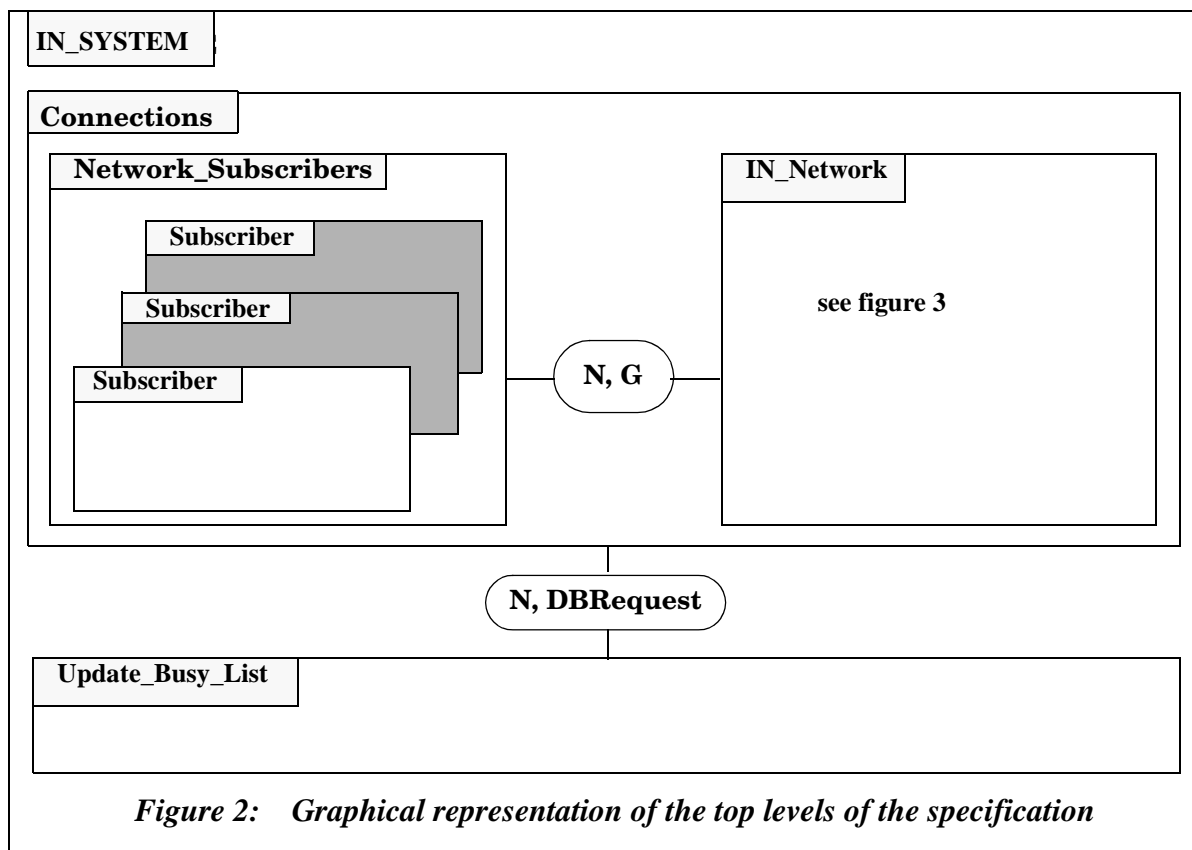 IN_SYSTEM
Connections
Network_Subscribers
IN_Network
Subscriber
Subscriber
see figure 3
Subscriber
N, G
N, DBRequest
Update_Busy_List
Figure 2: Graphical representation of the top levels of the specification